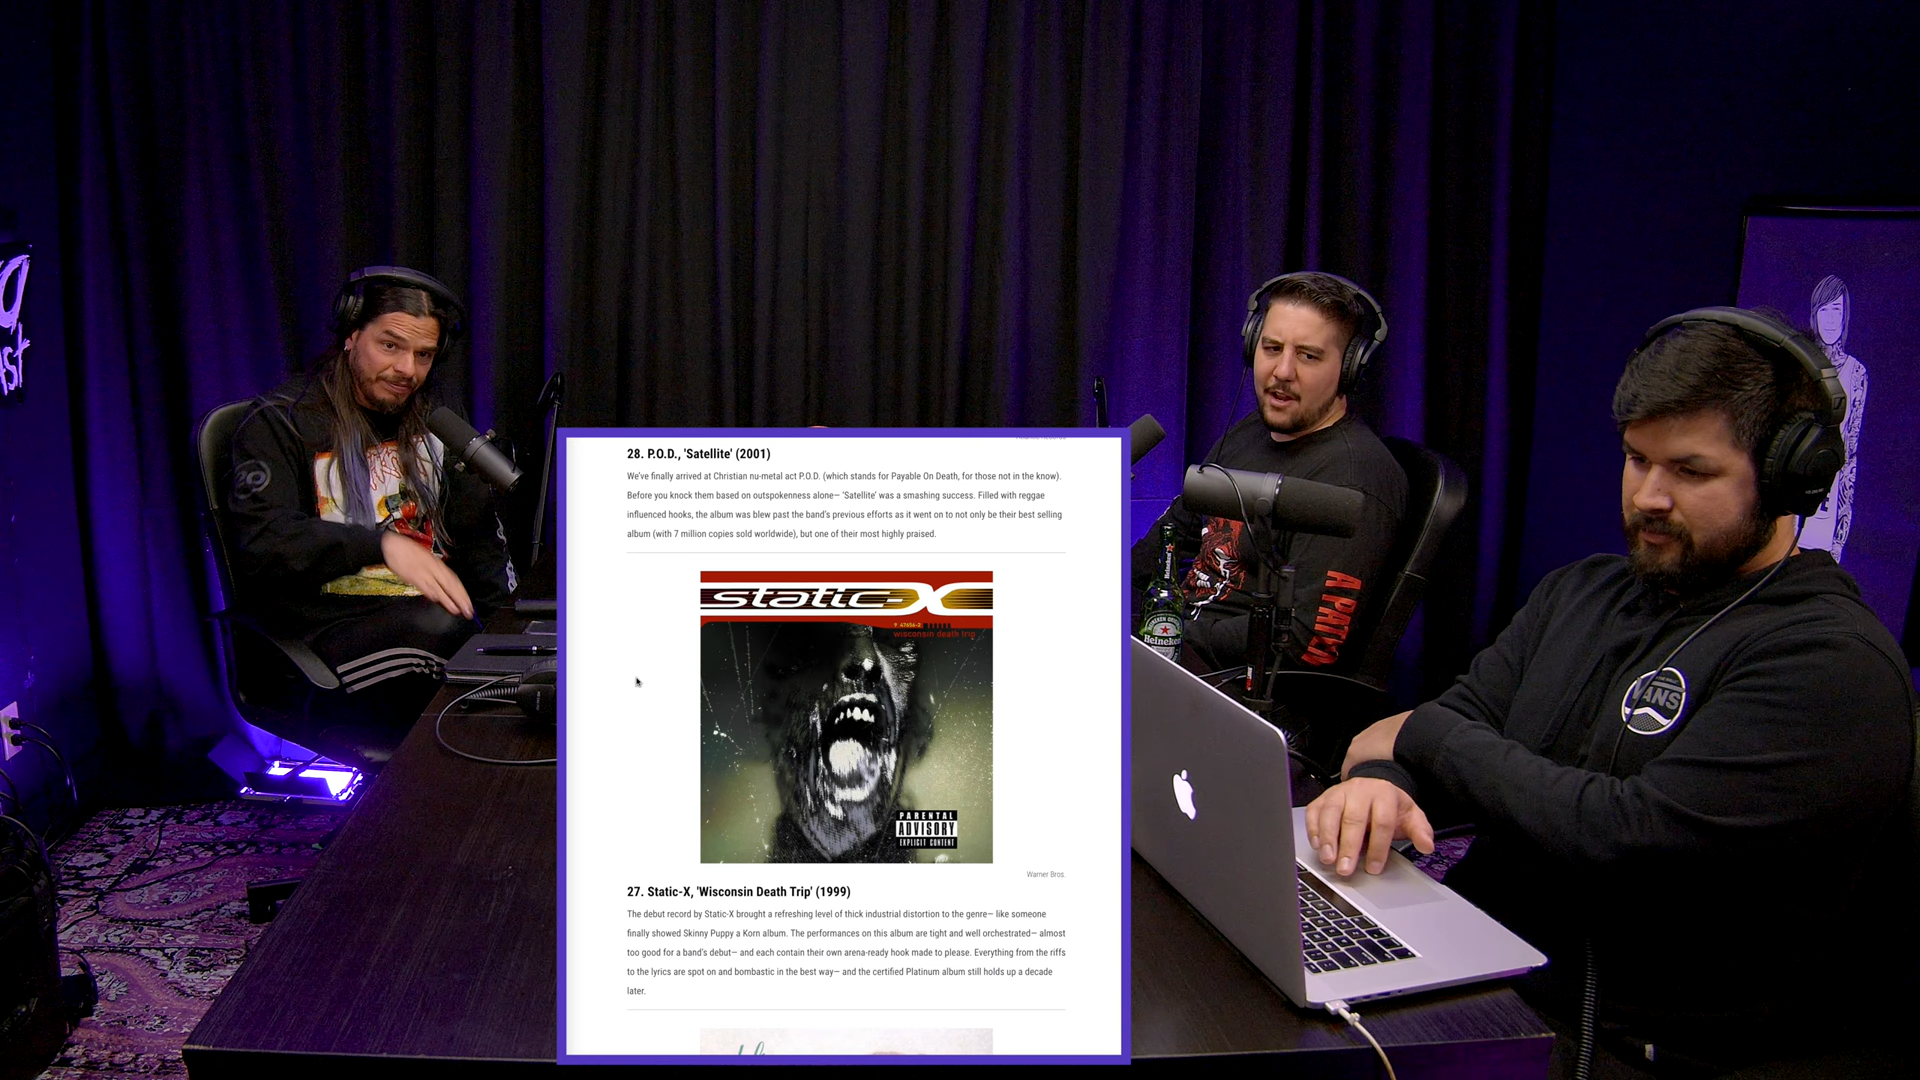 28. P.O.D., 'Satellite' (2001)
We've finally arrived at Christian nu-metal act P.O.D. (which stands for Payable On Death, for those not in the know).
Before you knock them based on outspokenness alone– 'Satellite' was a smashing success. Filled with reggae
influenced hooks, the album was blew past the band's previous efforts as it went on to not only be their best selling
album (with 7 million copies sold worldwide), but one of their most highly praised.
static-X
wisconsin death trip
PARENTAL
ADVISORY
EXPLICIT CONTENT
Warner Bros.
27. Static-X, 'Wisconsin Death Trip' (1999)
The debut record by Static-X brought a refreshing level of thick industrial distortion to the genre– like someone
finally showed Skinny Puppy a Korn album. The performances on this album are tight and well orchestrated– almost
too good for a band's debut– and each contain their own arena-ready hook made to please. Everything from the riffs
to the lyrics are spot on and bombastic in the best way– and the certified Platinum album still holds up a decade
later.
Heineken
VANS